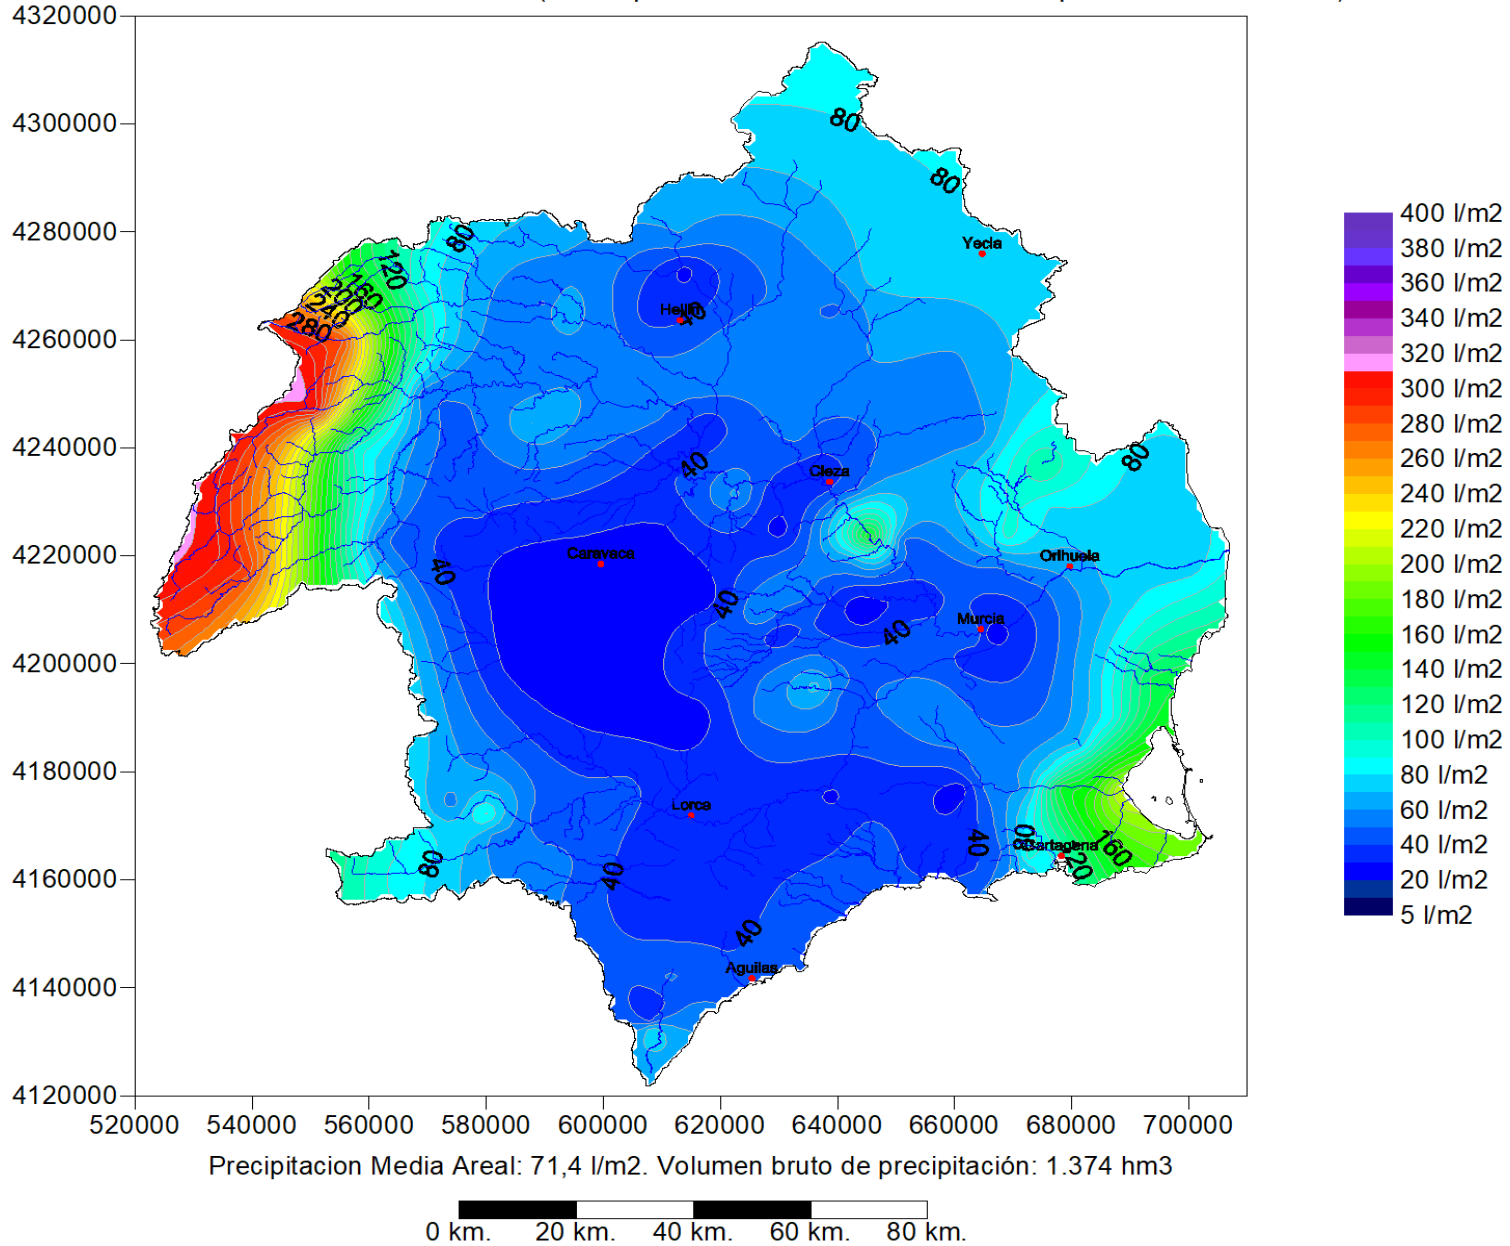 4320000
4300000
4280000
4260000
4240000
4220000
4200000
4180000
4160000
4140000
4120000
520000 540000 560000 580000 600000 620000 640000 660000 680000 700000
80
80
Yecla
80
120
160
200
240
280
Hellin
40
40
Cieza
80
Caravaca
40
40
Orihuela
Murcia
40
Lorca
40
80
Cartagena
120
160
80
40
40
Aguilas
400 l/m2
380 l/m2
360 l/m2
340 l/m2
320 l/m2
300 l/m2
280 l/m2
260 l/m2
240 l/m2
220 l/m2
200 l/m2
180 l/m2
160 l/m2
140 l/m2
120 l/m2
100 l/m2
80 l/m2
60 l/m2
40 l/m2
20 l/m2
5 l/m2
Precipitacion Media Areal: 71,4 l/m2. Volumen bruto de precipitación: 1.374 hm3
0 km. 20 km. 40 km. 60 km. 80 km.